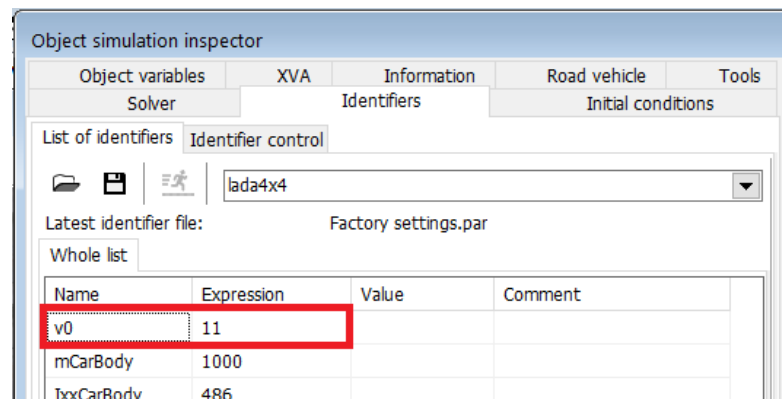 Object simulation inspector
Object variables XVA Information Road vehicle Tools
Solver Identifiers Initial conditions
List of identifiers Identifier control
lada4x4
Latest identifier file: Factory settings.par
Whole list
Name Expression Value Comment
v0 11
mCarBody 1000
IxxCarBody 486